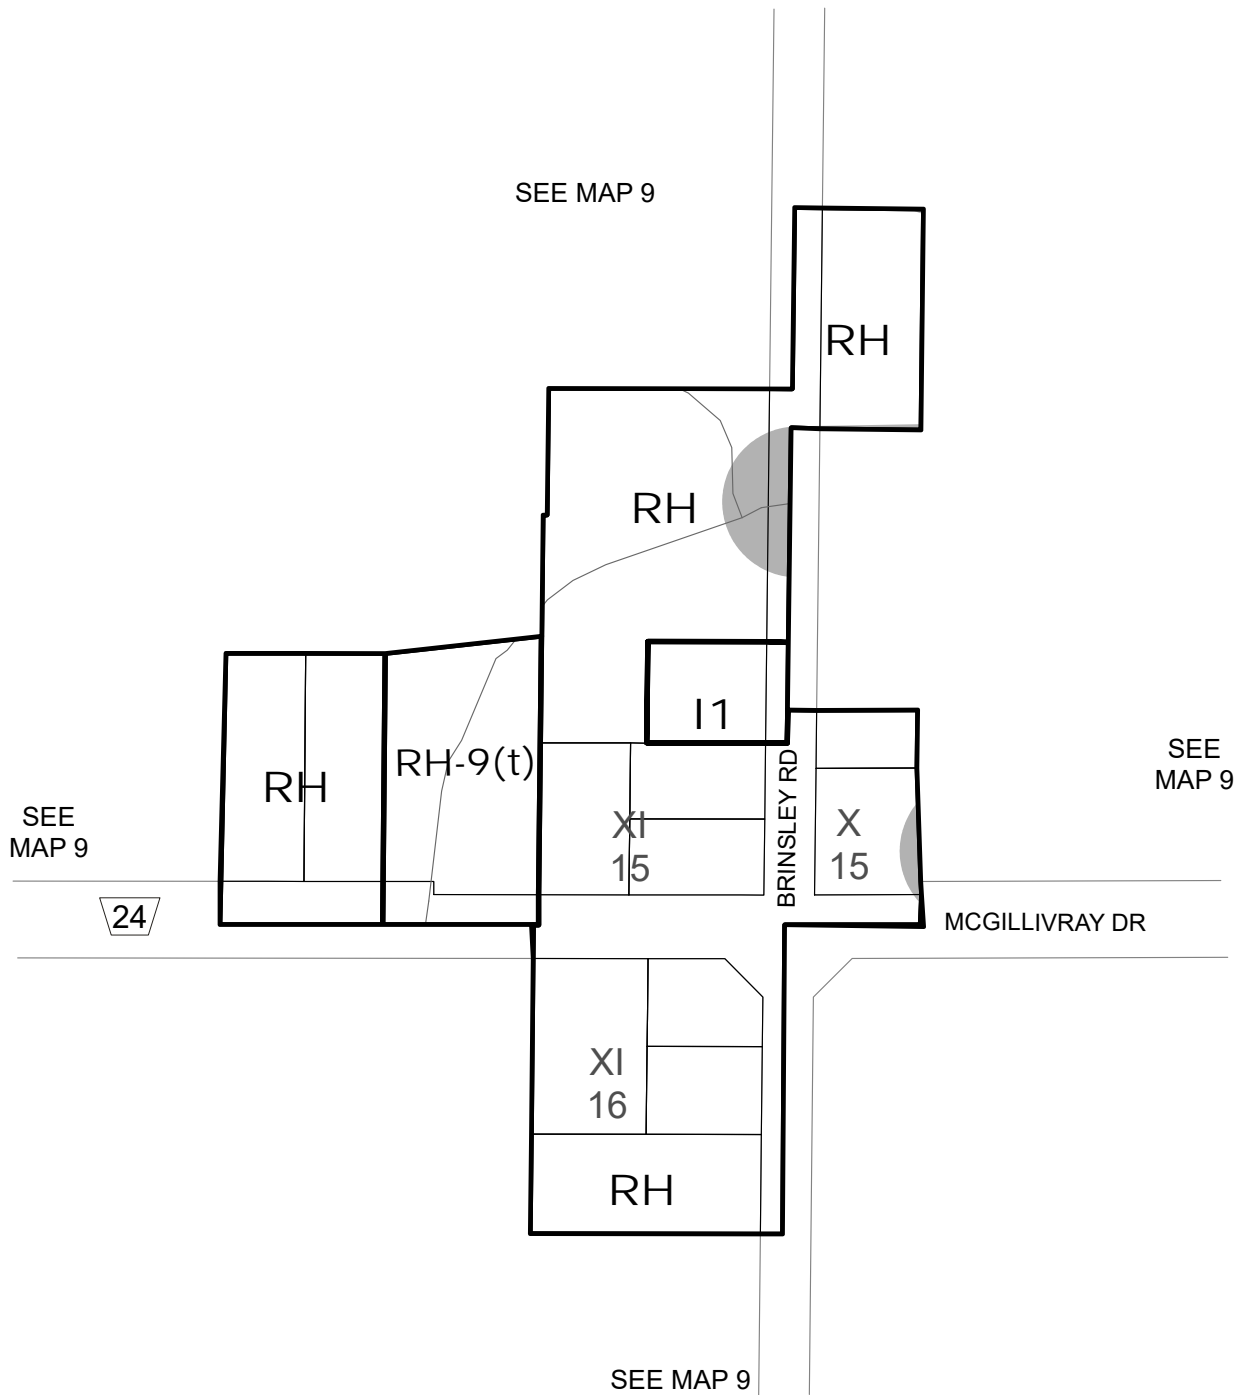 SEE MAP 9
RH
RH
I1
RH-9(t)
RH
SEE
MAP 9
SEE
MAP 9
XI
15
BRINSLEY RD
X
15
24
MCGILLIVRAY DR
XI
16
RH
SEE MAP 9